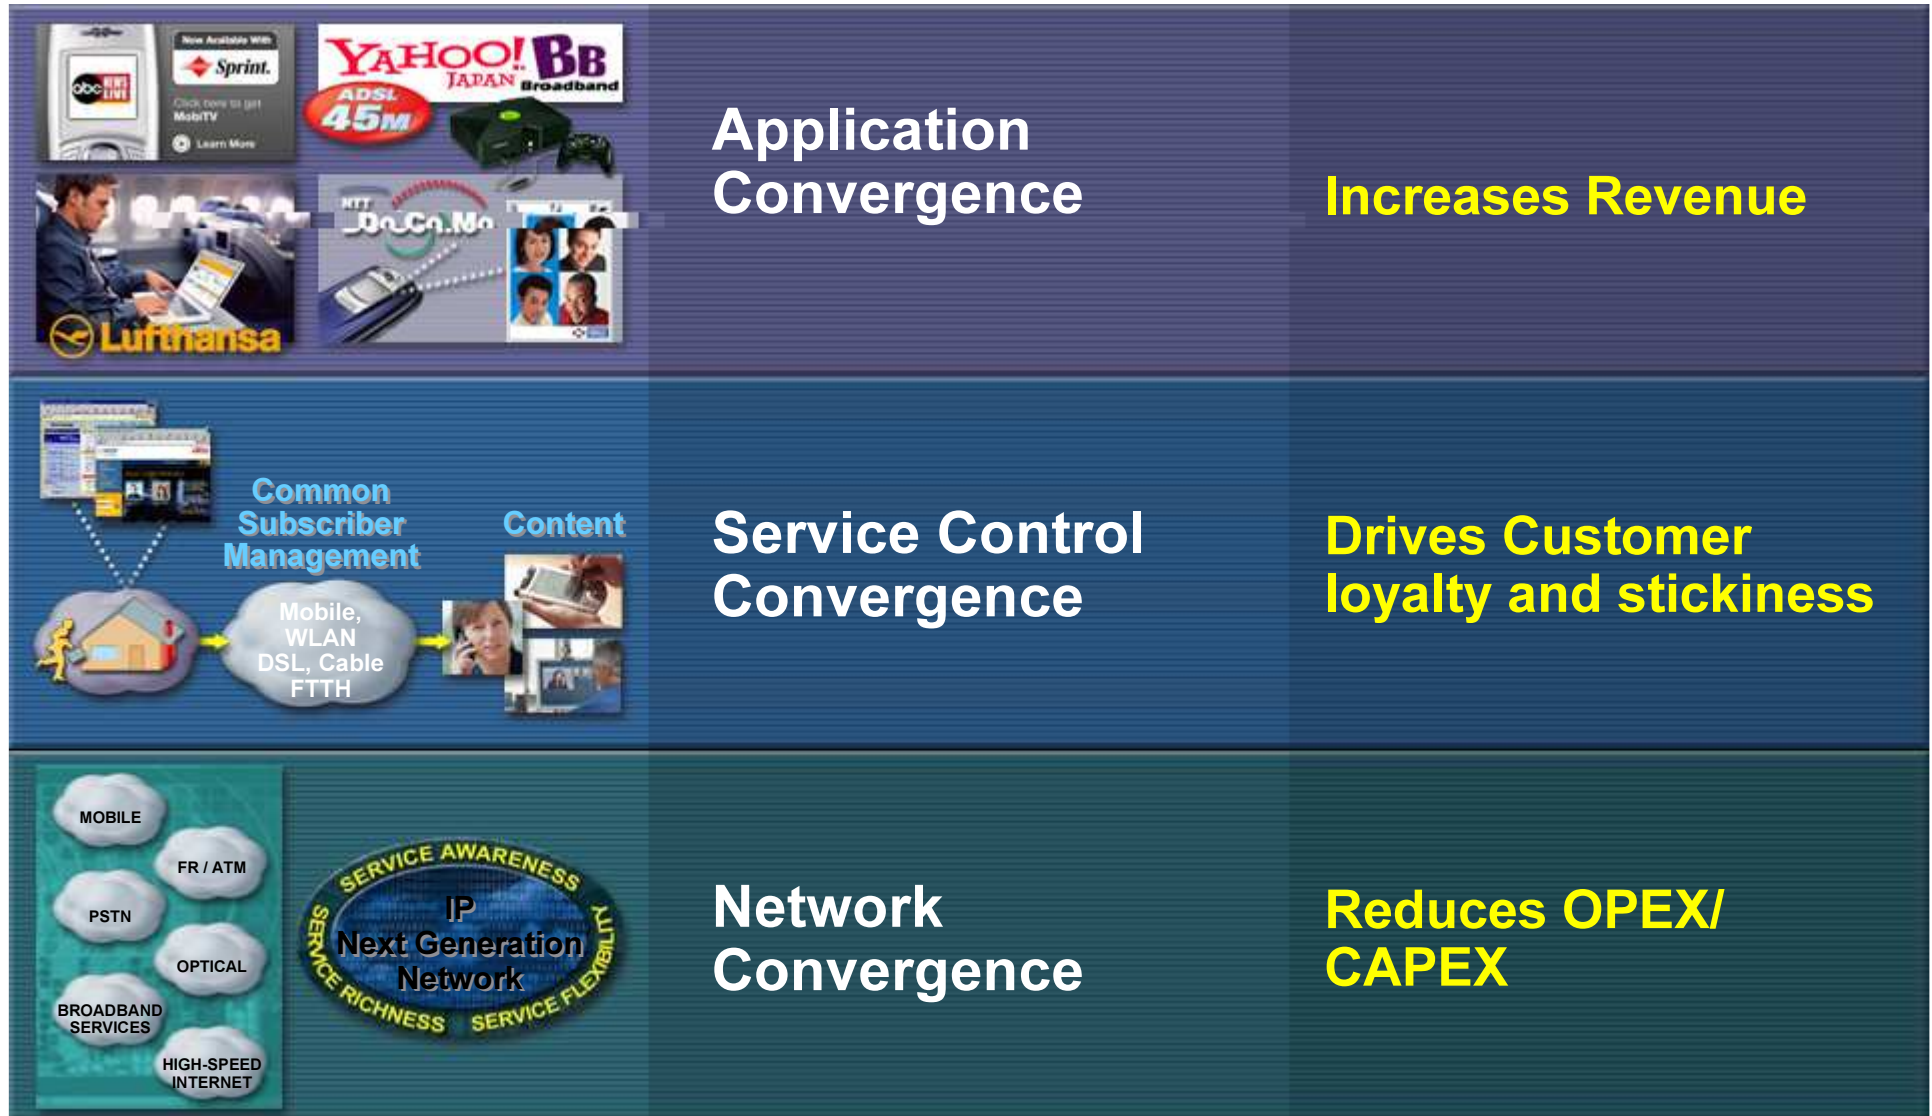 Now Available With
Sprint.
Click here to get
MobiTV
Learn More
abc NEWS
LIVE
YAHOO! BB
JAPAN Broadband
ADSL
45M
Lufthansa
NTT
DoCoMo
Application
Convergence
Increases Revenue
Common
Subscriber
Management
Content
Mobile,
WLAN
DSL, Cable
FTTH
Service Control
Convergence
Drives Customer
loyalty and stickiness
MOBILE
FR / ATM
PSTN
OPTICAL
BROADBAND
SERVICES
HIGH-SPEED
INTERNET
SERVICE AWARENESS
SERVICE RICHNESS
SERVICE FLEXIBILITY
IP
Next Generation
Network
Network
Convergence
Reduces OPEX/
CAPEX